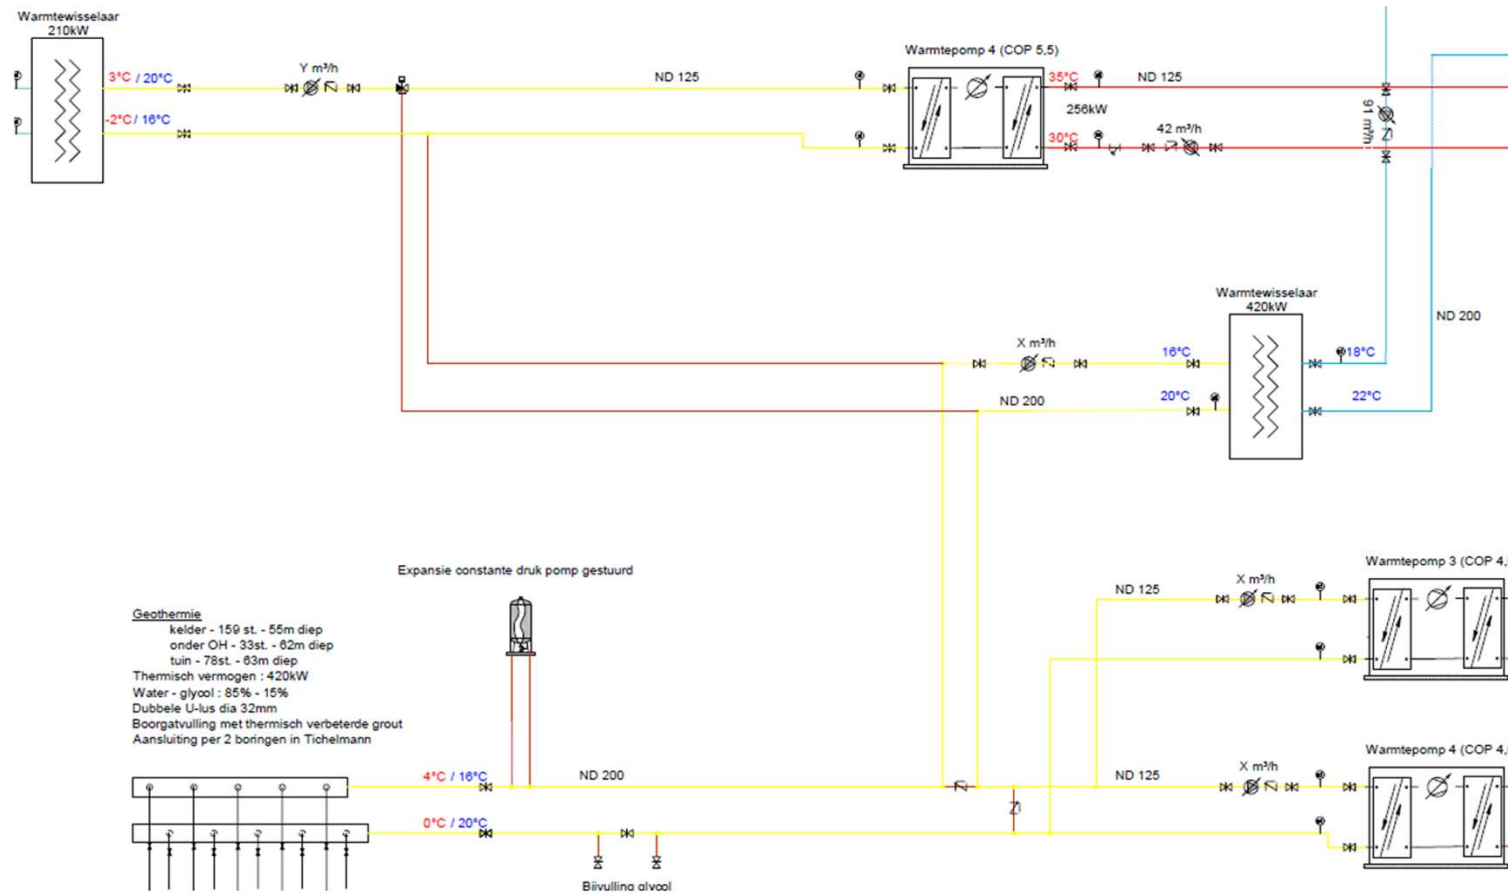 Warmtewisselaar
210kW
3°C / 20°C
-2°C / 16°C
Y m³/h
ND 125
Warmtepomp 4 (COP 5,5)
35°C
ND 125
256kW
30°C
42 m³/h
91 m³/h
Warmtewisselaar
420kW
ND 200
X m³/h
16°C
18°C
ND 200
20°C
22°C
Expansie constante druk pomp gestuurd
Geothermie
kelder - 159 st. - 55m diep
onder OH - 33st. - 62m diep
tuin - 78st. - 63m diep
Thermisch vermogen : 420kW
Water - glycol : 85% - 15%
Dubbele U-lus dia 32mm
Boorgatvulling met thermisch verbeterde grout
Aansluiting per 2 boringen in Tichelmann
Warmtepomp 3 (COP 4,
X m³/h
ND 125
Warmtepomp 4 (COP 4,
4°C / 16°C
ND 200
ND 125
X m³/h
0°C / 20°C
Bijvulling glycol